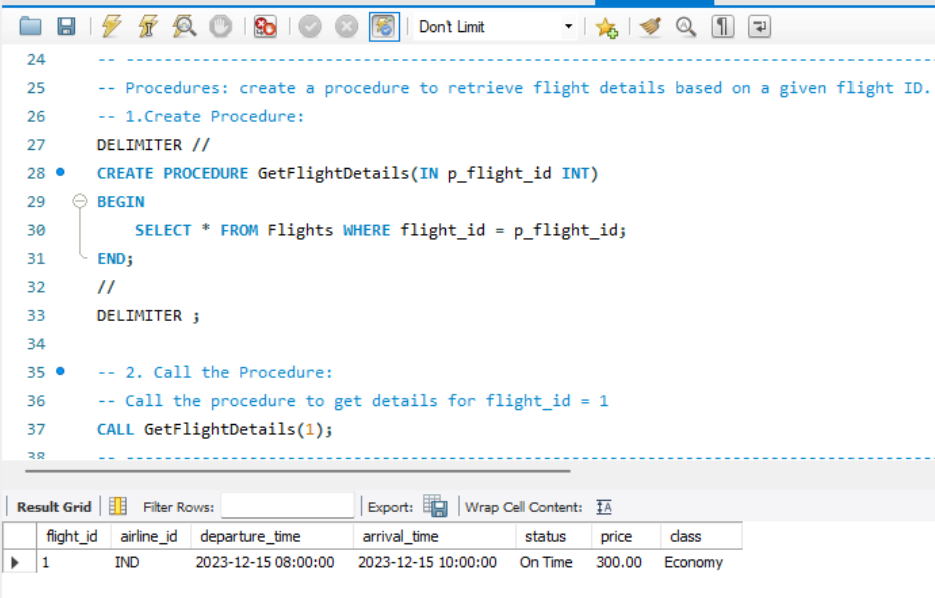 Don't Limit
24 -- --------------------------------------------------------------------------------
25 -- Procedures: create a procedure to retrieve flight details based on a given flight ID.
26 -- 1.Create Procedure:
27 DELIMITER //
28 CREATE PROCEDURE GetFlightDetails(IN p_flight_id INT)
29 BEGIN
30 SELECT * FROM Flights WHERE flight_id = p_flight_id;
31 END;
32 //
33 DELIMITER ;
34
35 -- 2. Call the Procedure:
36 -- Call the procedure to get details for flight_id = 1
37 CALL GetFlightDetails(1);
38 -- --------------------------------------------------------------------------------
Result Grid Filter Rows: Export: Wrap Cell Content:
flight_id airline_id departure_time arrival_time status price class
1 IND 2023-12-15 08:00:00 2023-12-15 10:00:00 On Time 300.00 Economy